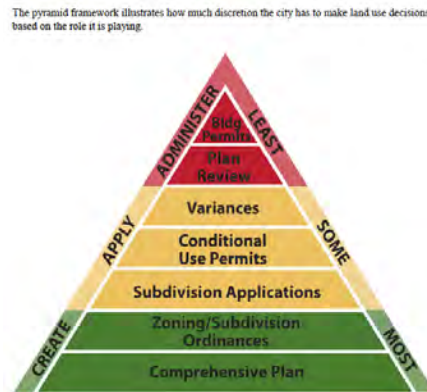 The pyramid framework illustrates how much discretion the city has to make land use decisions
based on the role it is playing.
ADMINISTER
LEAST
Bldg
Permits
Plan
Review
APPLY
SOME
Variances
Conditional
Use Permits
Subdivision Applications
CREATE
MOST
Zoning/Subdivision
Ordinances
Comprehensive Plan